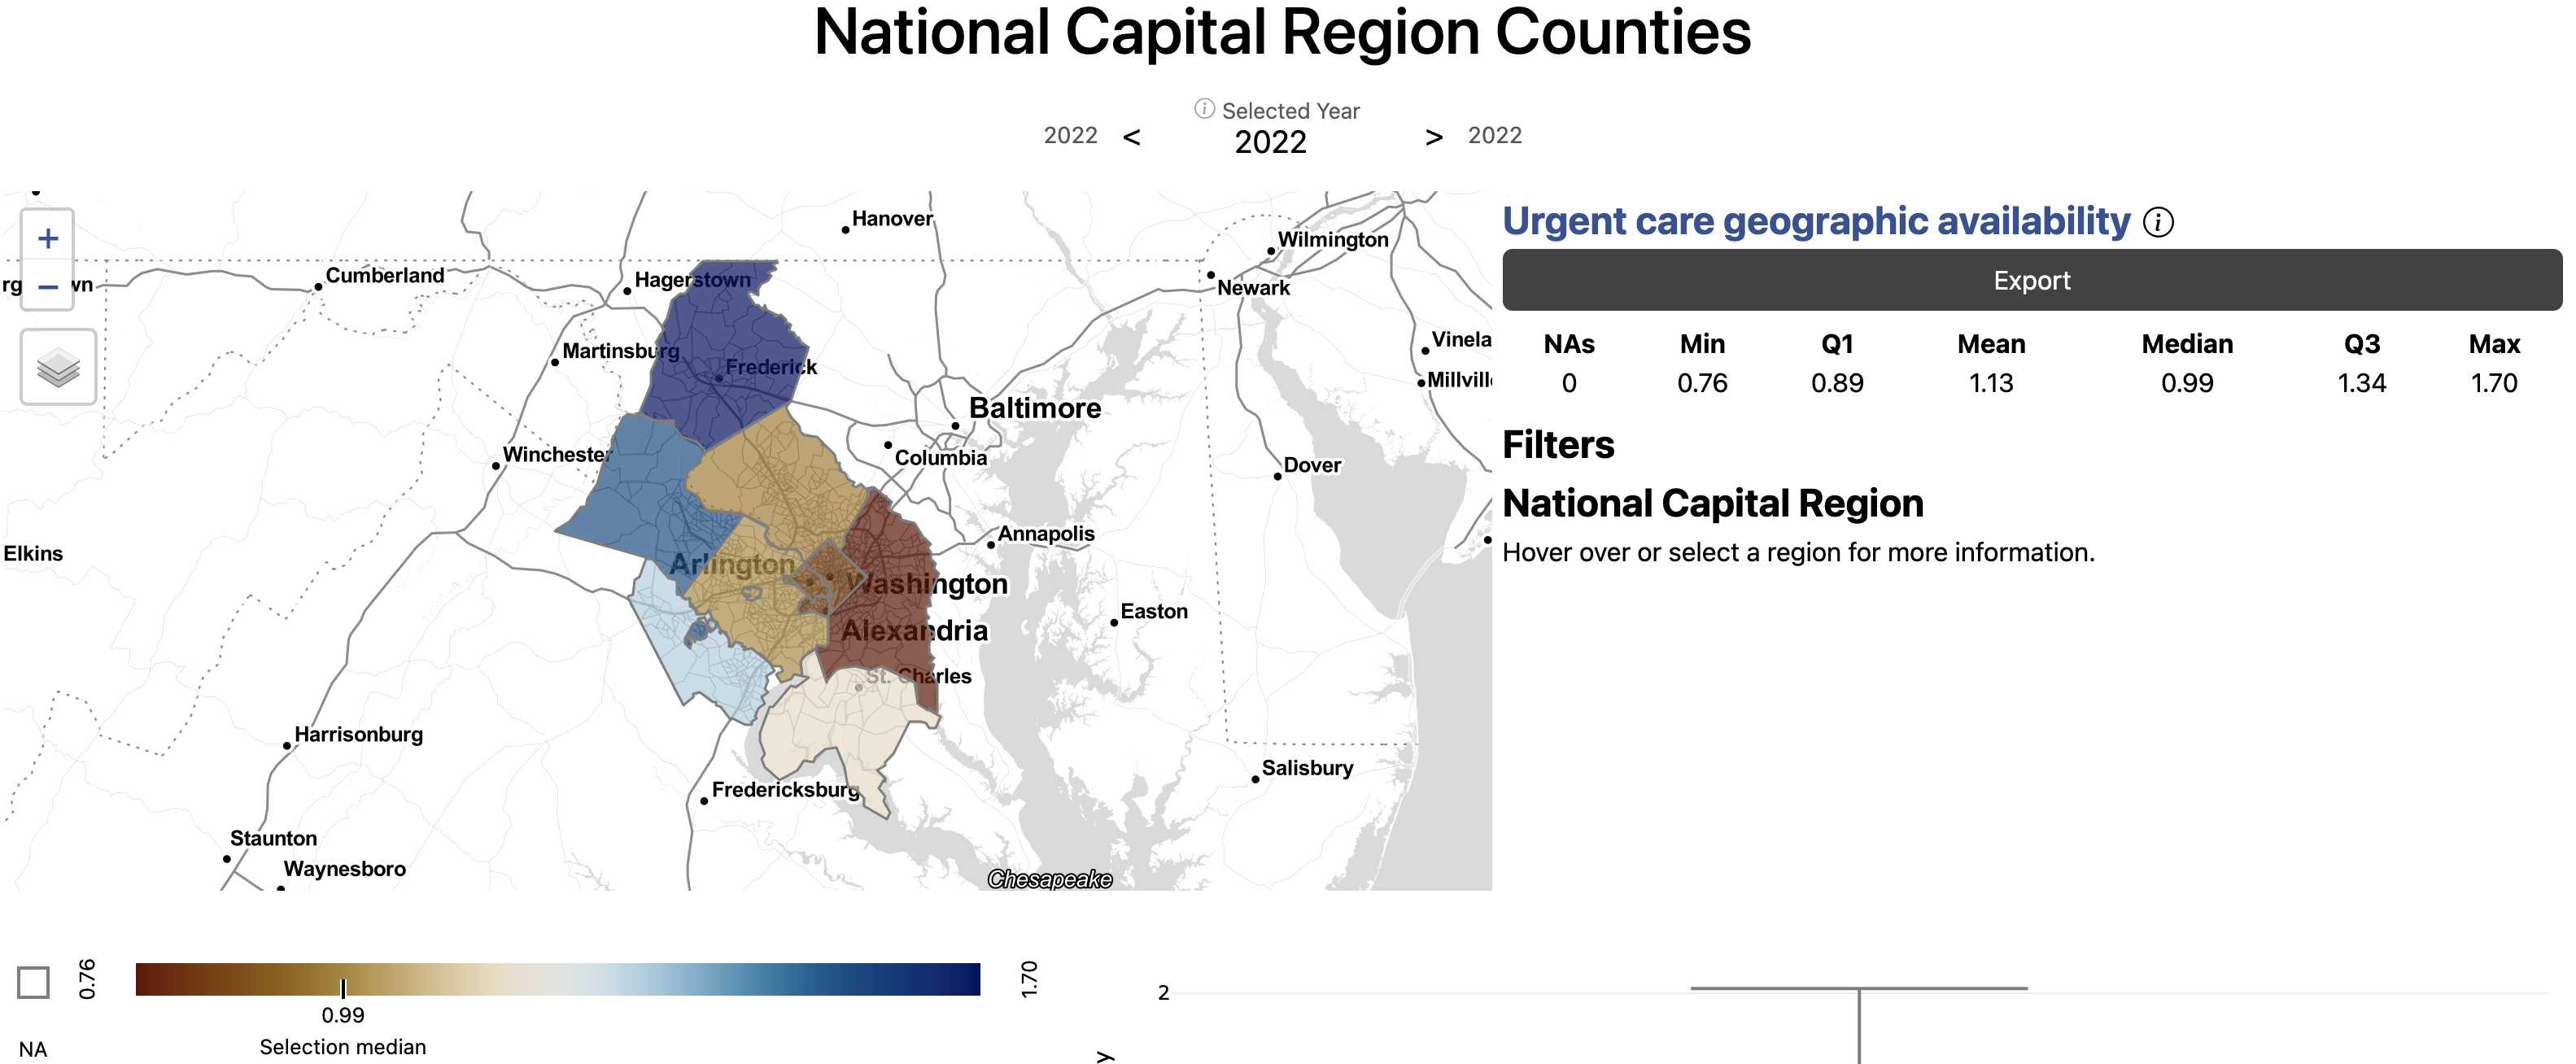 National Capital Region Counties
Selected Year
2022 < 2022 > 2022
Hanover
Wilmington
Cumberland
Hagerstown
Newark
+
−
Martinsburg
Frederick
Baltimore
Winchester
Columbia
Dover
Annapolis
Elkins
Arlington
Washington
Easton
Alexandria
St. Charles
Harrisonburg
Salisbury
Fredericksburg
Staunton
Waynesboro
Chesapeake
Urgent care geographic availability
Export
NAs Min Q1 Mean Median Q3 Max
0 0.76 0.89 1.13 0.99 1.34 1.70
Filters
National Capital Region
Hover over or select a region for more information.
0.76
1.70
0.99
NA
Selection median
2
y